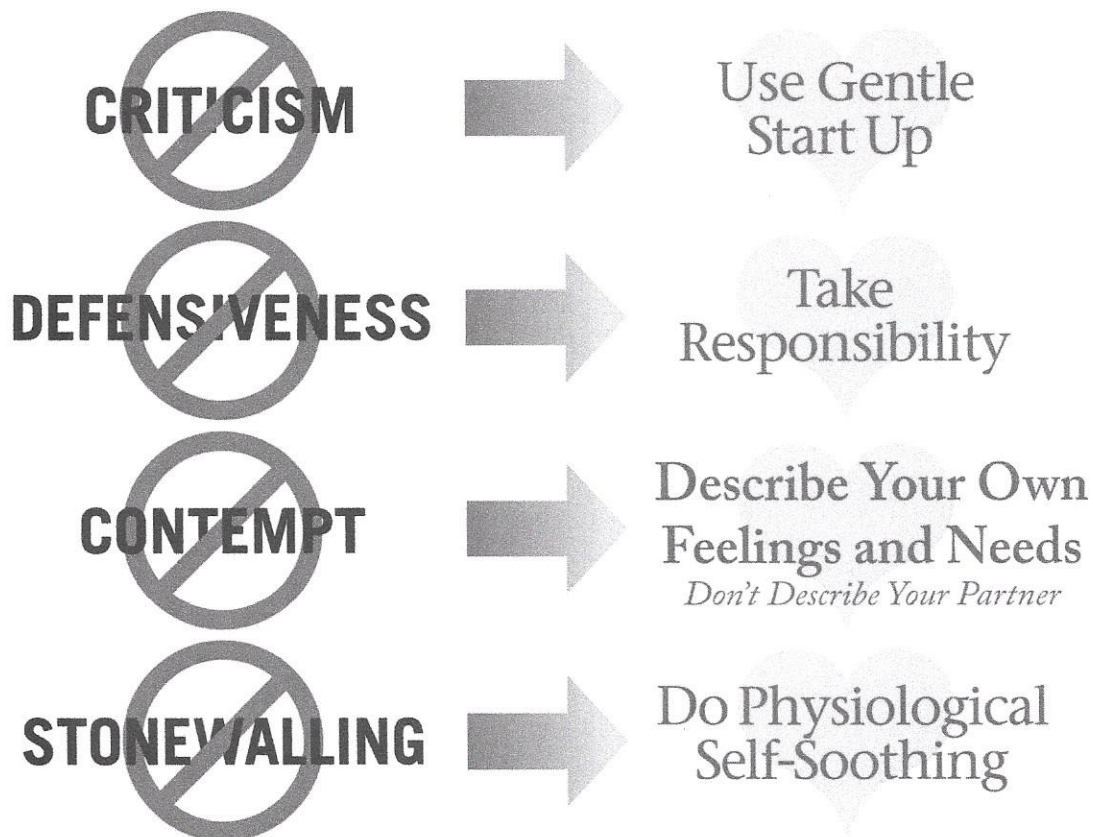 CRITICISM
Use Gentle
Start Up
DEFENSIVENESS
Take
Responsibility
CONTEMPT
Describe Your Own
Feelings and Needs
Don't Describe Your Partner
STONEWALLING
Do Physiological
Self-Soothing